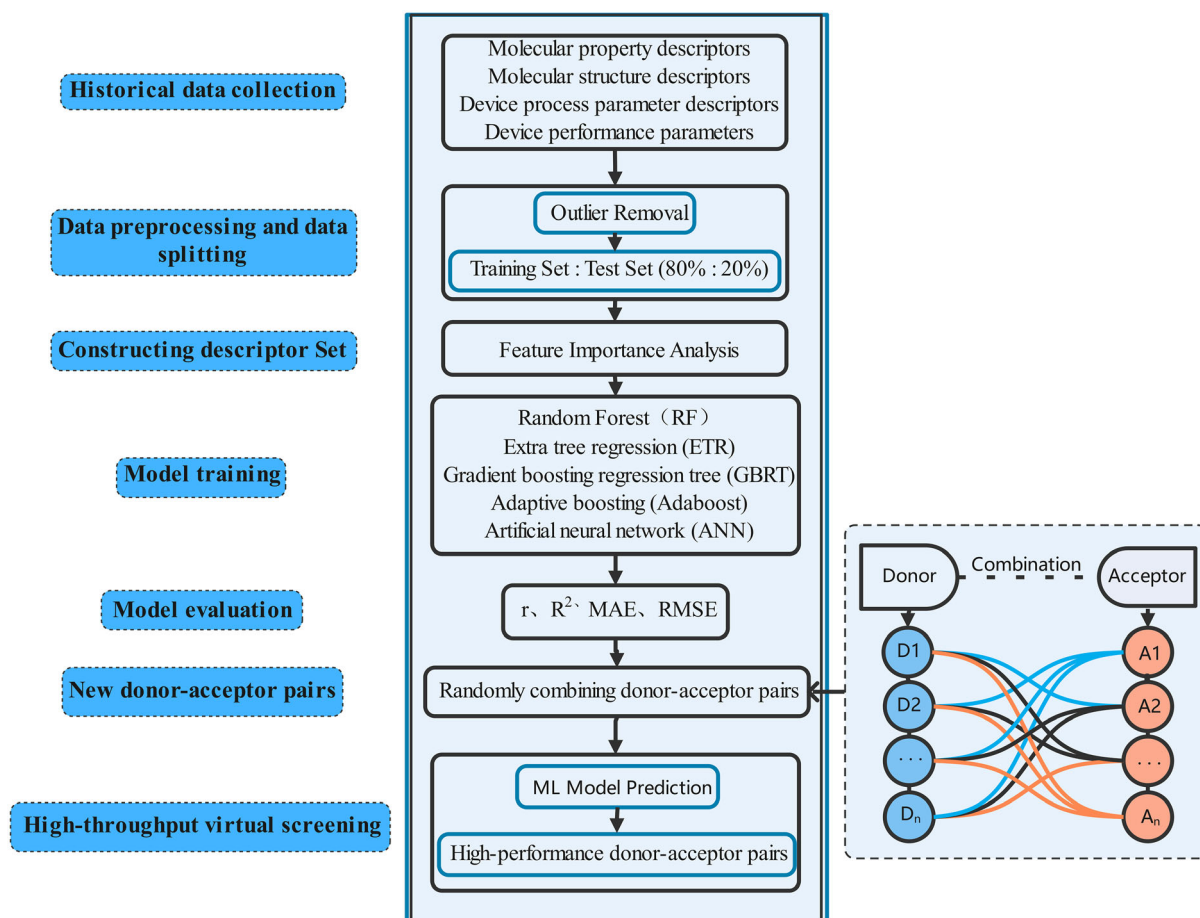 Historical data collection
Molecular property descriptors
Molecular structure descriptors
Device process parameter descriptors
Device performance parameters
Data preprocessing and data
splitting
Outlier Removal
Training Set : Test Set (80% : 20%)
Constructing descriptor Set
Feature Importance Analysis
Model training
Random Forest（RF）
Extra tree regression (ETR)
Gradient boosting regression tree (GBRT)
Adaptive boosting (Adaboost)
Artificial neural network (ANN)
Model evaluation
r、R²、MAE、RMSE
New donor-acceptor pairs
Randomly combining donor-acceptor pairs
High-throughput virtual screening
ML Model Prediction
High-performance donor-acceptor pairs
Donor
Combination
Acceptor
D1
A1
D2
A2
...
...
Dn
An